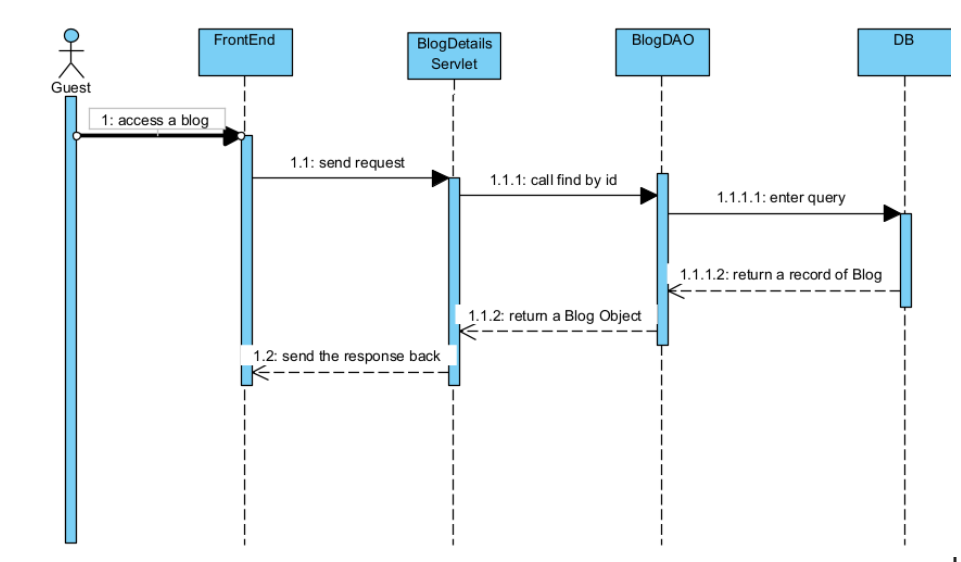 FrontEnd
BlogDetails
Servlet
BlogDAO
DB
Guest
1: access a blog
1.1: send request
1.1.1: call find by id
1.1.1.1: enter query
1.1.1.2: return a record of Blog
1.1.2: return a Blog Object
1.2: send the response back